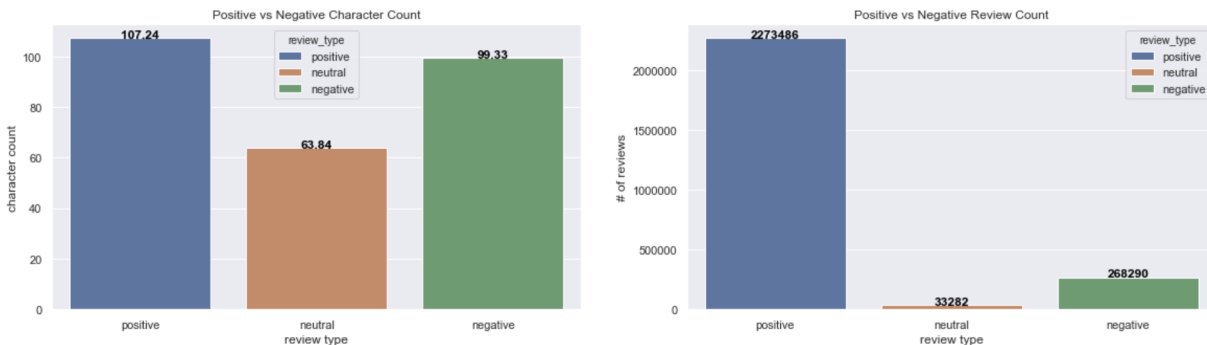 Positive vs Negative Character Count
107.24
99.33
63.84
review_type
positive
neutral
negative
100
80
60
40
20
0
character count
positive
neutral
negative
review type
Positive vs Negative Review Count
2273486
33282
268290
review_type
positive
neutral
negative
2000000
1500000
1000000
500000
0
# of reviews
positive
neutral
negative
review type